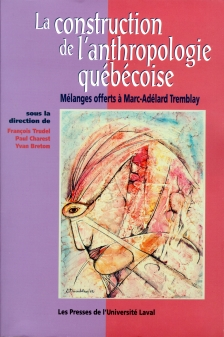 La construction
de l'anthropologie
québécoise
Mélanges offerts à Marc-Adélard Tremblay
sous la
direction de
François Trudel
Paul Charest
Yvan Breton
Les Presses de l'Université Laval